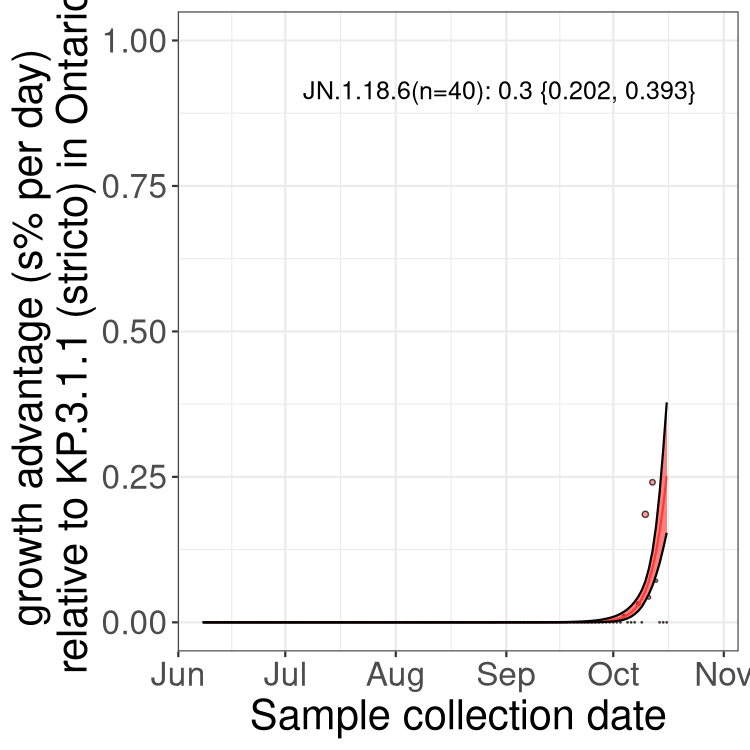 growth advantage (s% per day)
relative to KP.3.1.1 (stricto) in Ontario
1.00
0.75
0.50
0.25
0.00
JN.1.18.6(n=40): 0.3 {0.202, 0.393}
Jun Jul Aug Sep Oct Nov
Sample collection date